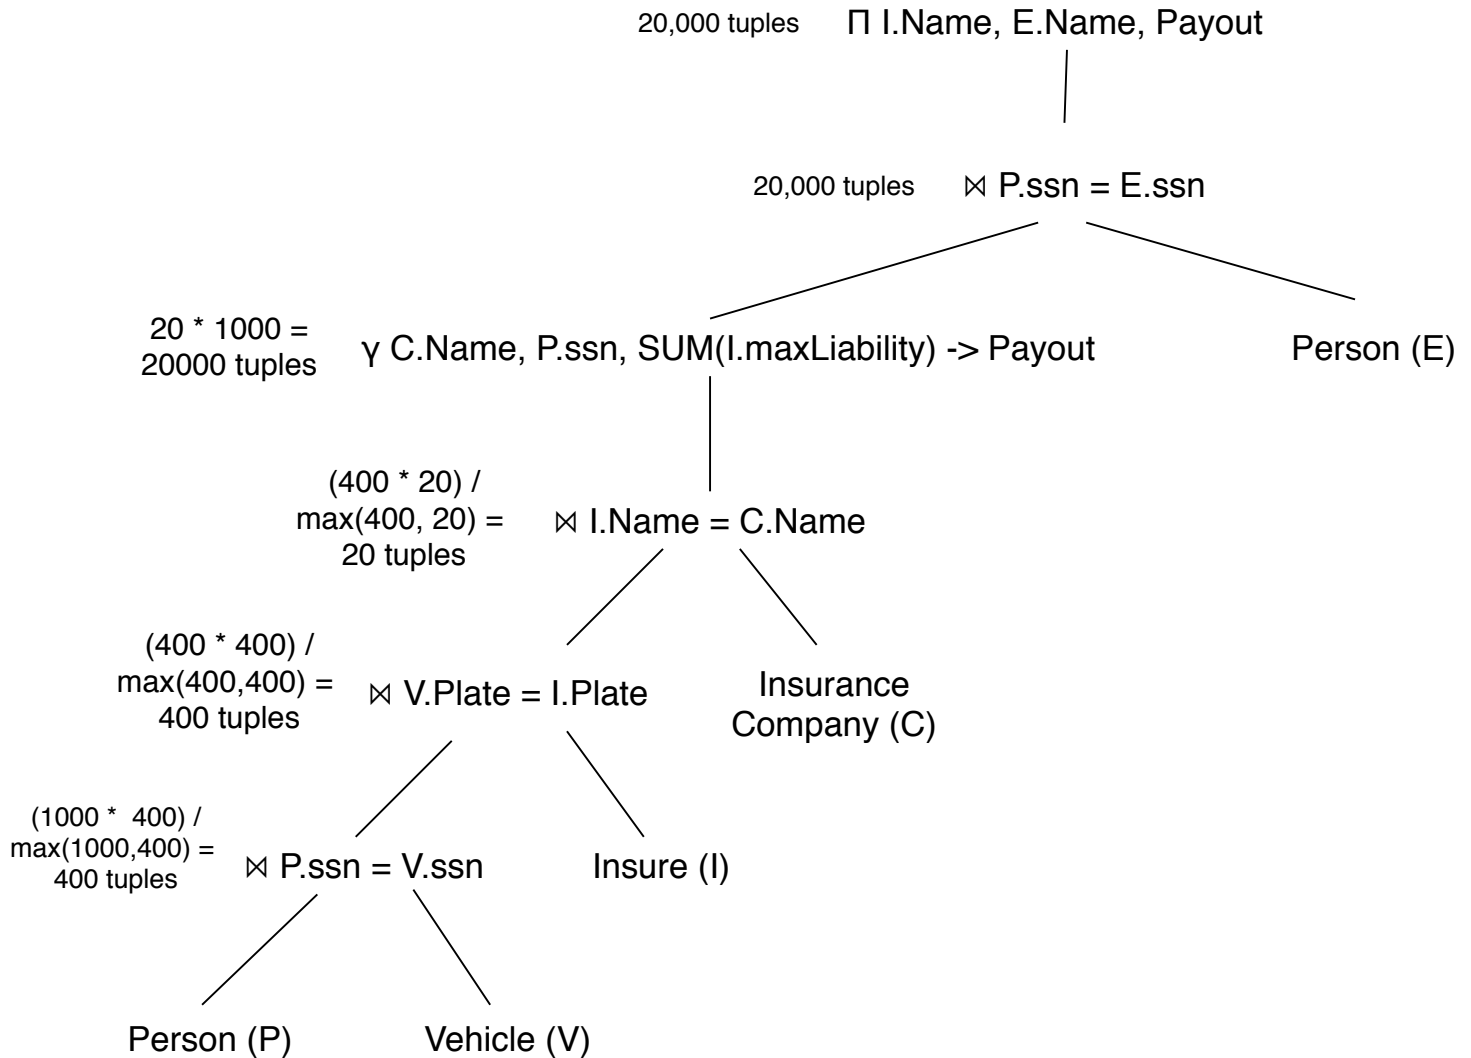 20,000 tuples Π I.Name, E.Name, Payout
20,000 tuples ⋈ P.ssn = E.ssn
20 * 1000 =
20000 tuples
γ C.Name, P.ssn, SUM(I.maxLiability) -> Payout
Person (E)
(400 * 20) /
max(400, 20) =
20 tuples
⋈ I.Name = C.Name
(400 * 400) /
max(400,400) =
400 tuples
⋈ V.Plate = I.Plate
Insurance
Company (C)
(1000 * 400) /
max(1000,400) =
400 tuples
⋈ P.ssn = V.ssn
Insure (I)
Person (P)
Vehicle (V)